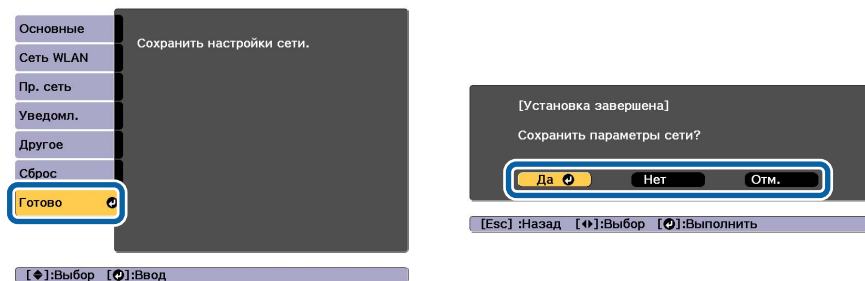 Основные
Сеть WLAN
Пр. сеть
Уведомл.
Другое
Сброс
Готово
Сохранить настройки сети.
[◆]:Выбор [↵]:Ввод
[Установка завершена]
Сохранить параметры сети?
Да Нет Отм.
[Esc] :Назад [◆]:Выбор [↵]:Выполнить